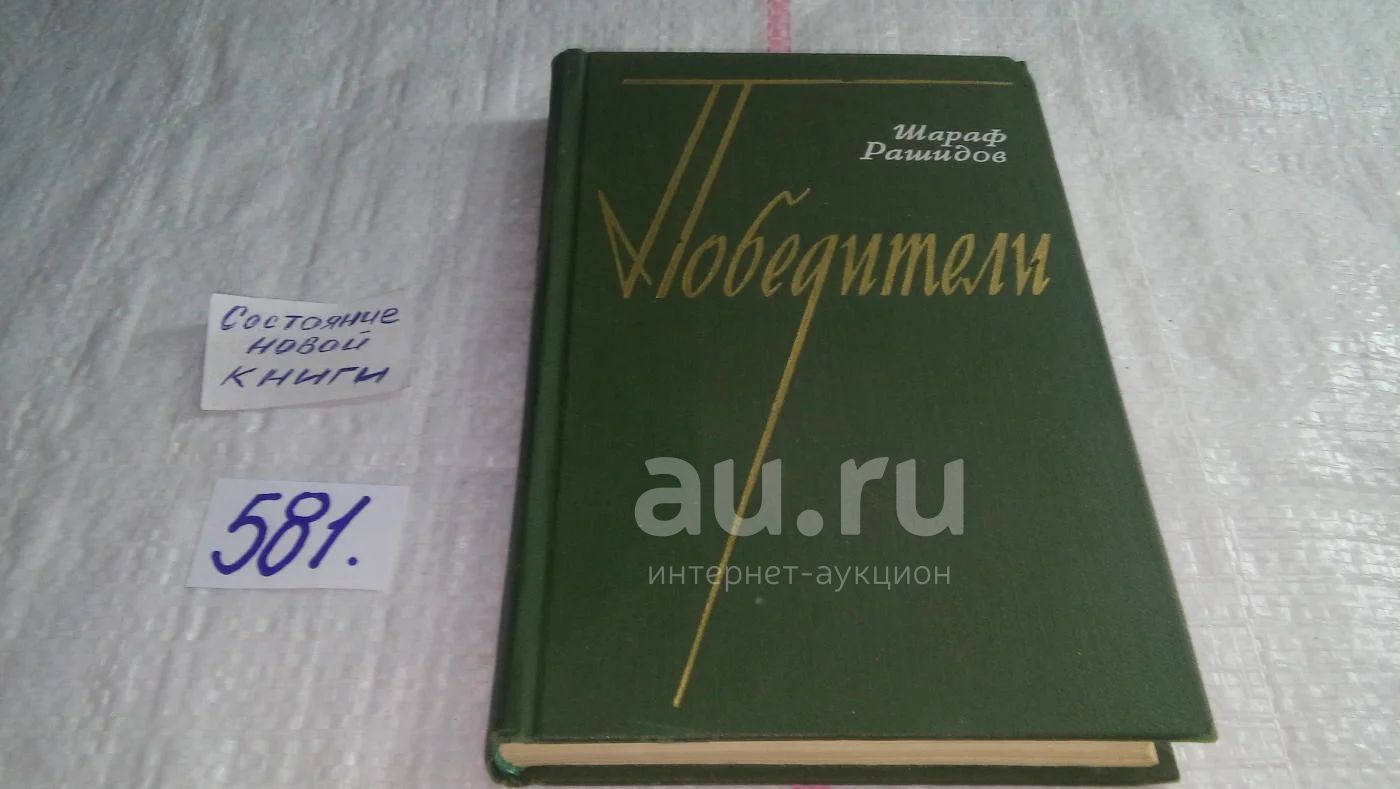 Шараф
Рашидов
Победители
Состояние
новой
книги
581.
au.ru
интернет-аукцион